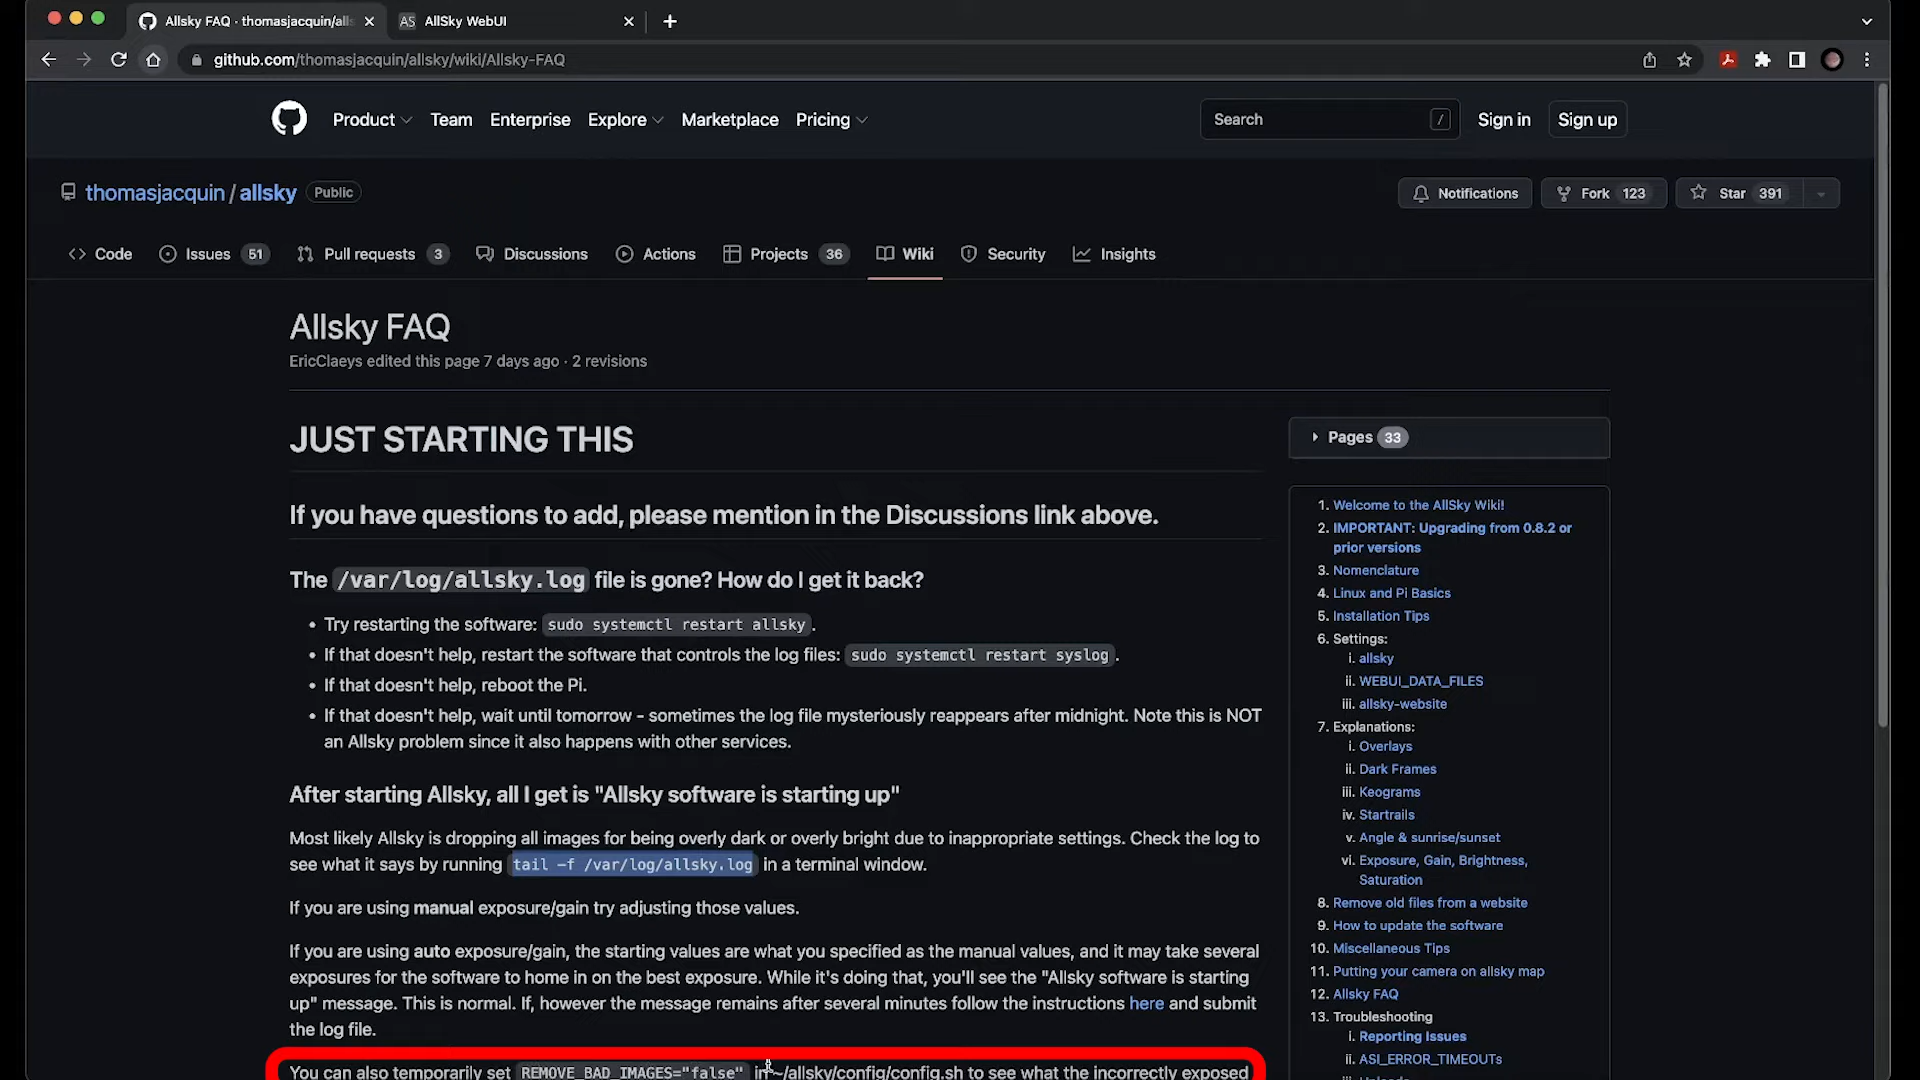 Allsky FAQ · thomasjacquin/alls
AS AllSky WebUI
github.com/thomasjacquin/allsky/wiki/Allsky-FAQ
Product Team Enterprise Explore Marketplace Pricing Search / Sign in Sign up
thomasjacquin / allsky Public Notifications Fork 123 Star 391
Code Issues 51 Pull requests 3 Discussions Actions Projects 36 Wiki Security Insights
Allsky FAQ
EricClaeys edited this page 7 days ago · 2 revisions
JUST STARTING THIS
If you have questions to add, please mention in the Discussions link above.
The /var/log/allsky.log file is gone? How do I get it back?
• Try restarting the software: sudo systemctl restart allsky.
• If that doesn't help, restart the software that controls the log files: sudo systemctl restart syslog.
• If that doesn't help, reboot the Pi.
• If that doesn't help, wait until tomorrow - sometimes the log file mysteriously reappears after midnight. Note this is NOT
an Allsky problem since it also happens with other services.
After starting Allsky, all I get is "Allsky software is starting up"
Most likely Allsky is dropping all images for being overly dark or overly bright due to inappropriate settings. Check the log to
see what it says by running tail -f /var/log/allsky.log in a terminal window.
If you are using manual exposure/gain try adjusting those values.
If you are using auto exposure/gain, the starting values are what you specified as the manual values, and it may take several
exposures for the software to home in on the best exposure. While it's doing that, you'll see the "Allsky software is starting
up" message. This is normal. If, however the message remains after several minutes follow the instructions here and submit
the log file.
You can also temporarily set REMOVE_BAD_IMAGES="false" in ~/allsky/config/config.sh to see what the incorrectly exposed
Pages 33
1. Welcome to the AllSky Wiki!
2. IMPORTANT: Upgrading from 0.8.2 or
prior versions
3. Nomenclature
4. Linux and Pi Basics
5. Installation Tips
6. Settings:
i. allsky
ii. WEBUI_DATA_FILES
iii. allsky-website
7. Explanations:
i. Overlays
ii. Dark Frames
iii. Keograms
iv. Startrails
v. Angle & sunrise/sunset
vi. Exposure, Gain, Brightness,
Saturation
8. Remove old files from a website
9. How to update the software
10. Miscellaneous Tips
11. Putting your camera on allsky map
12. Allsky FAQ
13. Troubleshooting
i. Reporting Issues
ii. ASI_ERROR_TIMEOUTs